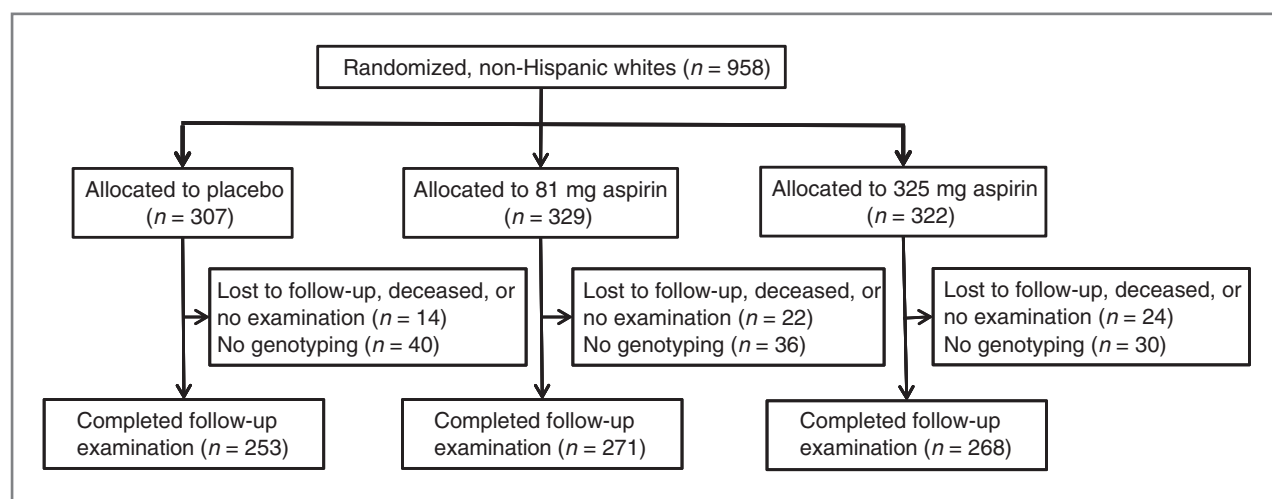 Randomized, non-Hispanic whites (n = 958)
Allocated to placebo
(n = 307)
Allocated to 81 mg aspirin
(n = 329)
Allocated to 325 mg aspirin
(n = 322)
Lost to follow-up, deceased, or
no examination (n = 14)
No genotyping (n = 40)
Lost to follow-up, deceased, or
no examination (n = 22)
No genotyping (n = 36)
Lost to follow-up, deceased, or
no examination (n = 24)
No genotyping (n = 30)
Completed follow-up
examination (n = 253)
Completed follow-up
examination (n = 271)
Completed follow-up
examination (n = 268)